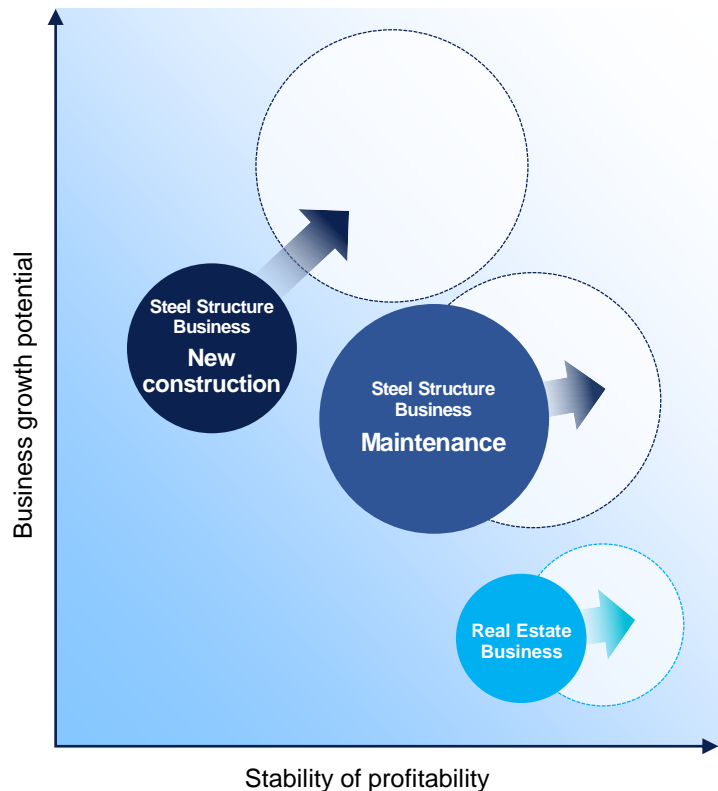 Business growth potential
Steel Structure
Business
New
construction
Steel Structure
Business
Maintenance
Real Estate
Business
Stability of profitability